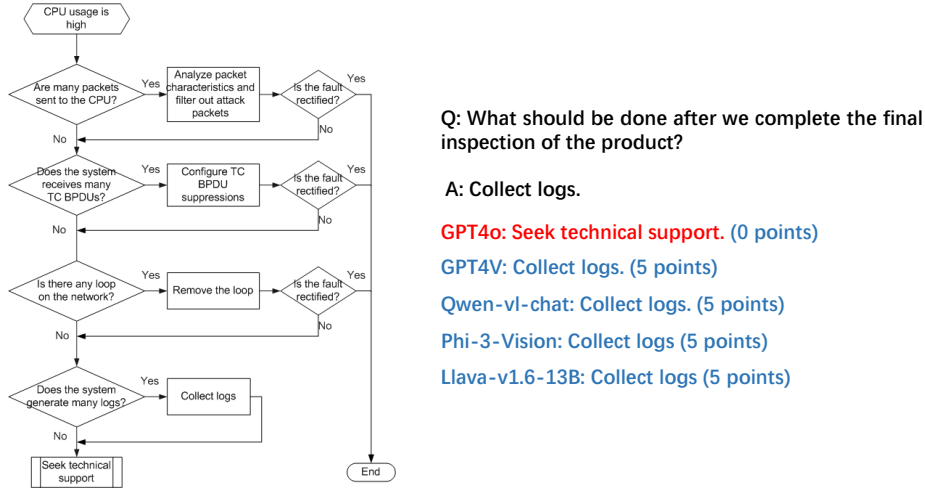 CPU usage is
high
Are many packets
sent to the CPU?
Yes
Analyze packet
characteristics and
filter out attack
packets
Is the fault
rectified?
Yes
No
No
Does the system
receives many
TC BPDUs?
Yes
Configure TC
BPDU
suppressions
Is the fault
rectified?
Yes
No
No
Is there any loop
on the network?
Yes
Remove the loop
Is the fault
rectified?
Yes
No
No
Does the system
generate many logs?
Yes
Collect logs
No
Seek technical
support
End
Q: What should be done after we complete the final
inspection of the product?
A: Collect logs.
GPT4o: Seek technical support. (0 points)
GPT4V: Collect logs. (5 points)
Qwen-vl-chat: Collect logs. (5 points)
Phi-3-Vision: Collect logs (5 points)
Llava-v1.6-13B: Collect logs (5 points)